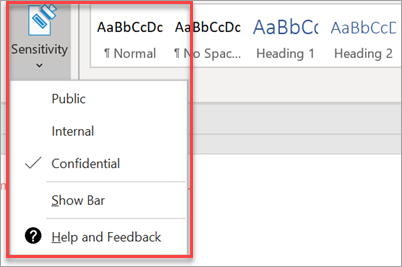 Sensitivity
AaBbCcDc AaBbCcDc AaBbCc AaBbCcD
¶ Normal ¶ No Spac... Heading 1 Heading 2
Public
Internal
Confidential
Show Bar
? Help and Feedback